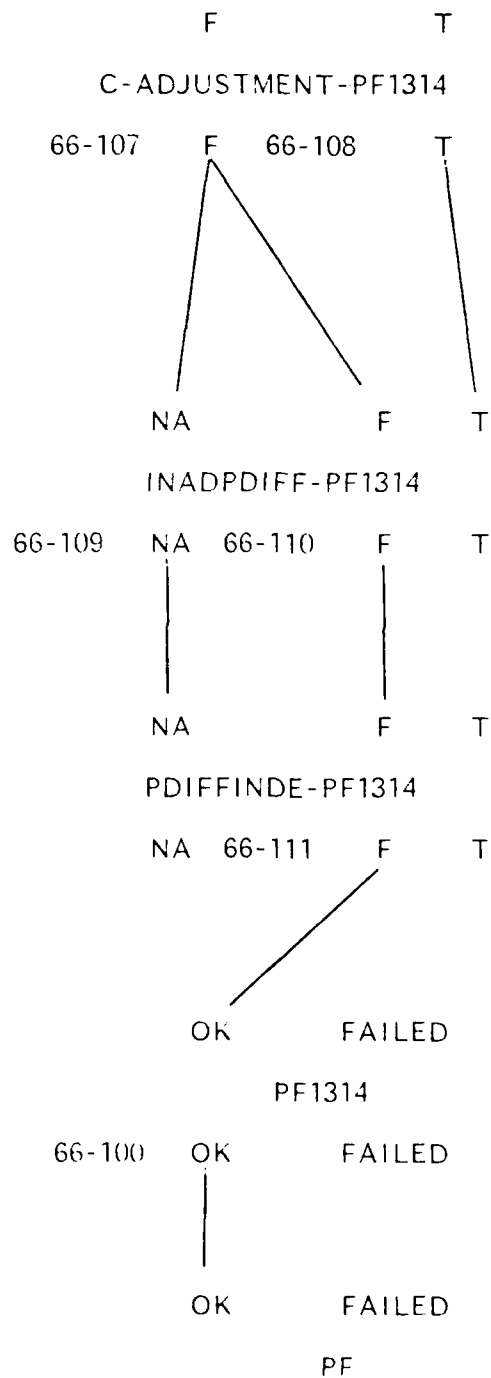 F T
C-ADJUSTMENT-PF1314
66-107 F 66-108 T
NA F T
INADPDIFF-PF1314
66-109 NA 66-110 F T
NA F T
PDIFFINDE-PF1314
NA 66-111 F T
OK FAILED
PF1314
66-100 OK FAILED
OK FAILED
PF